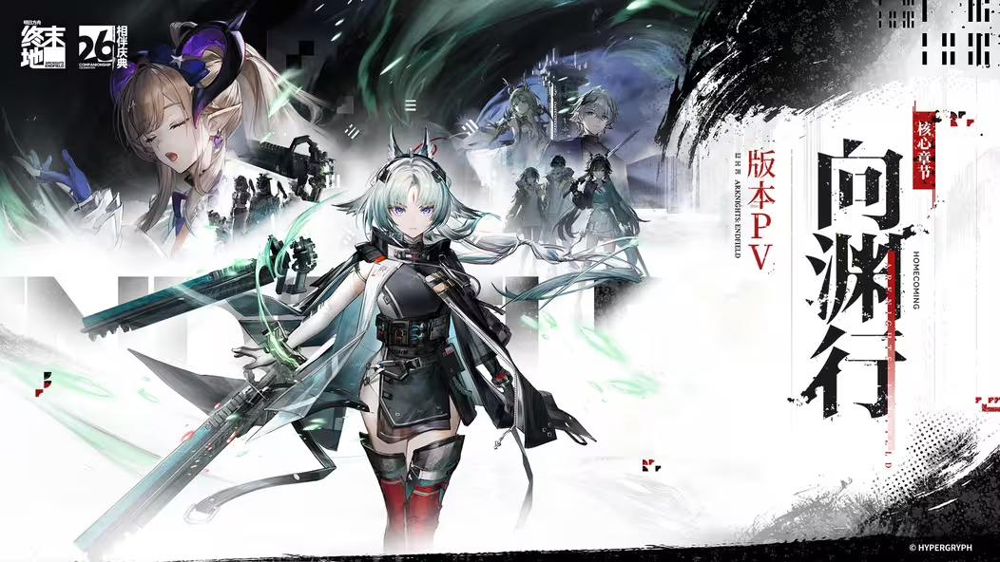 明日方舟
终末地
ARKNIGHTS
ENDFIELD
26
COMPANIONSHIP
相伴庆典
核心章节
向渊行
HOMECOMING
版本PV
ARKNIGHTS: ENDFIELD
© HYPERGRYPH